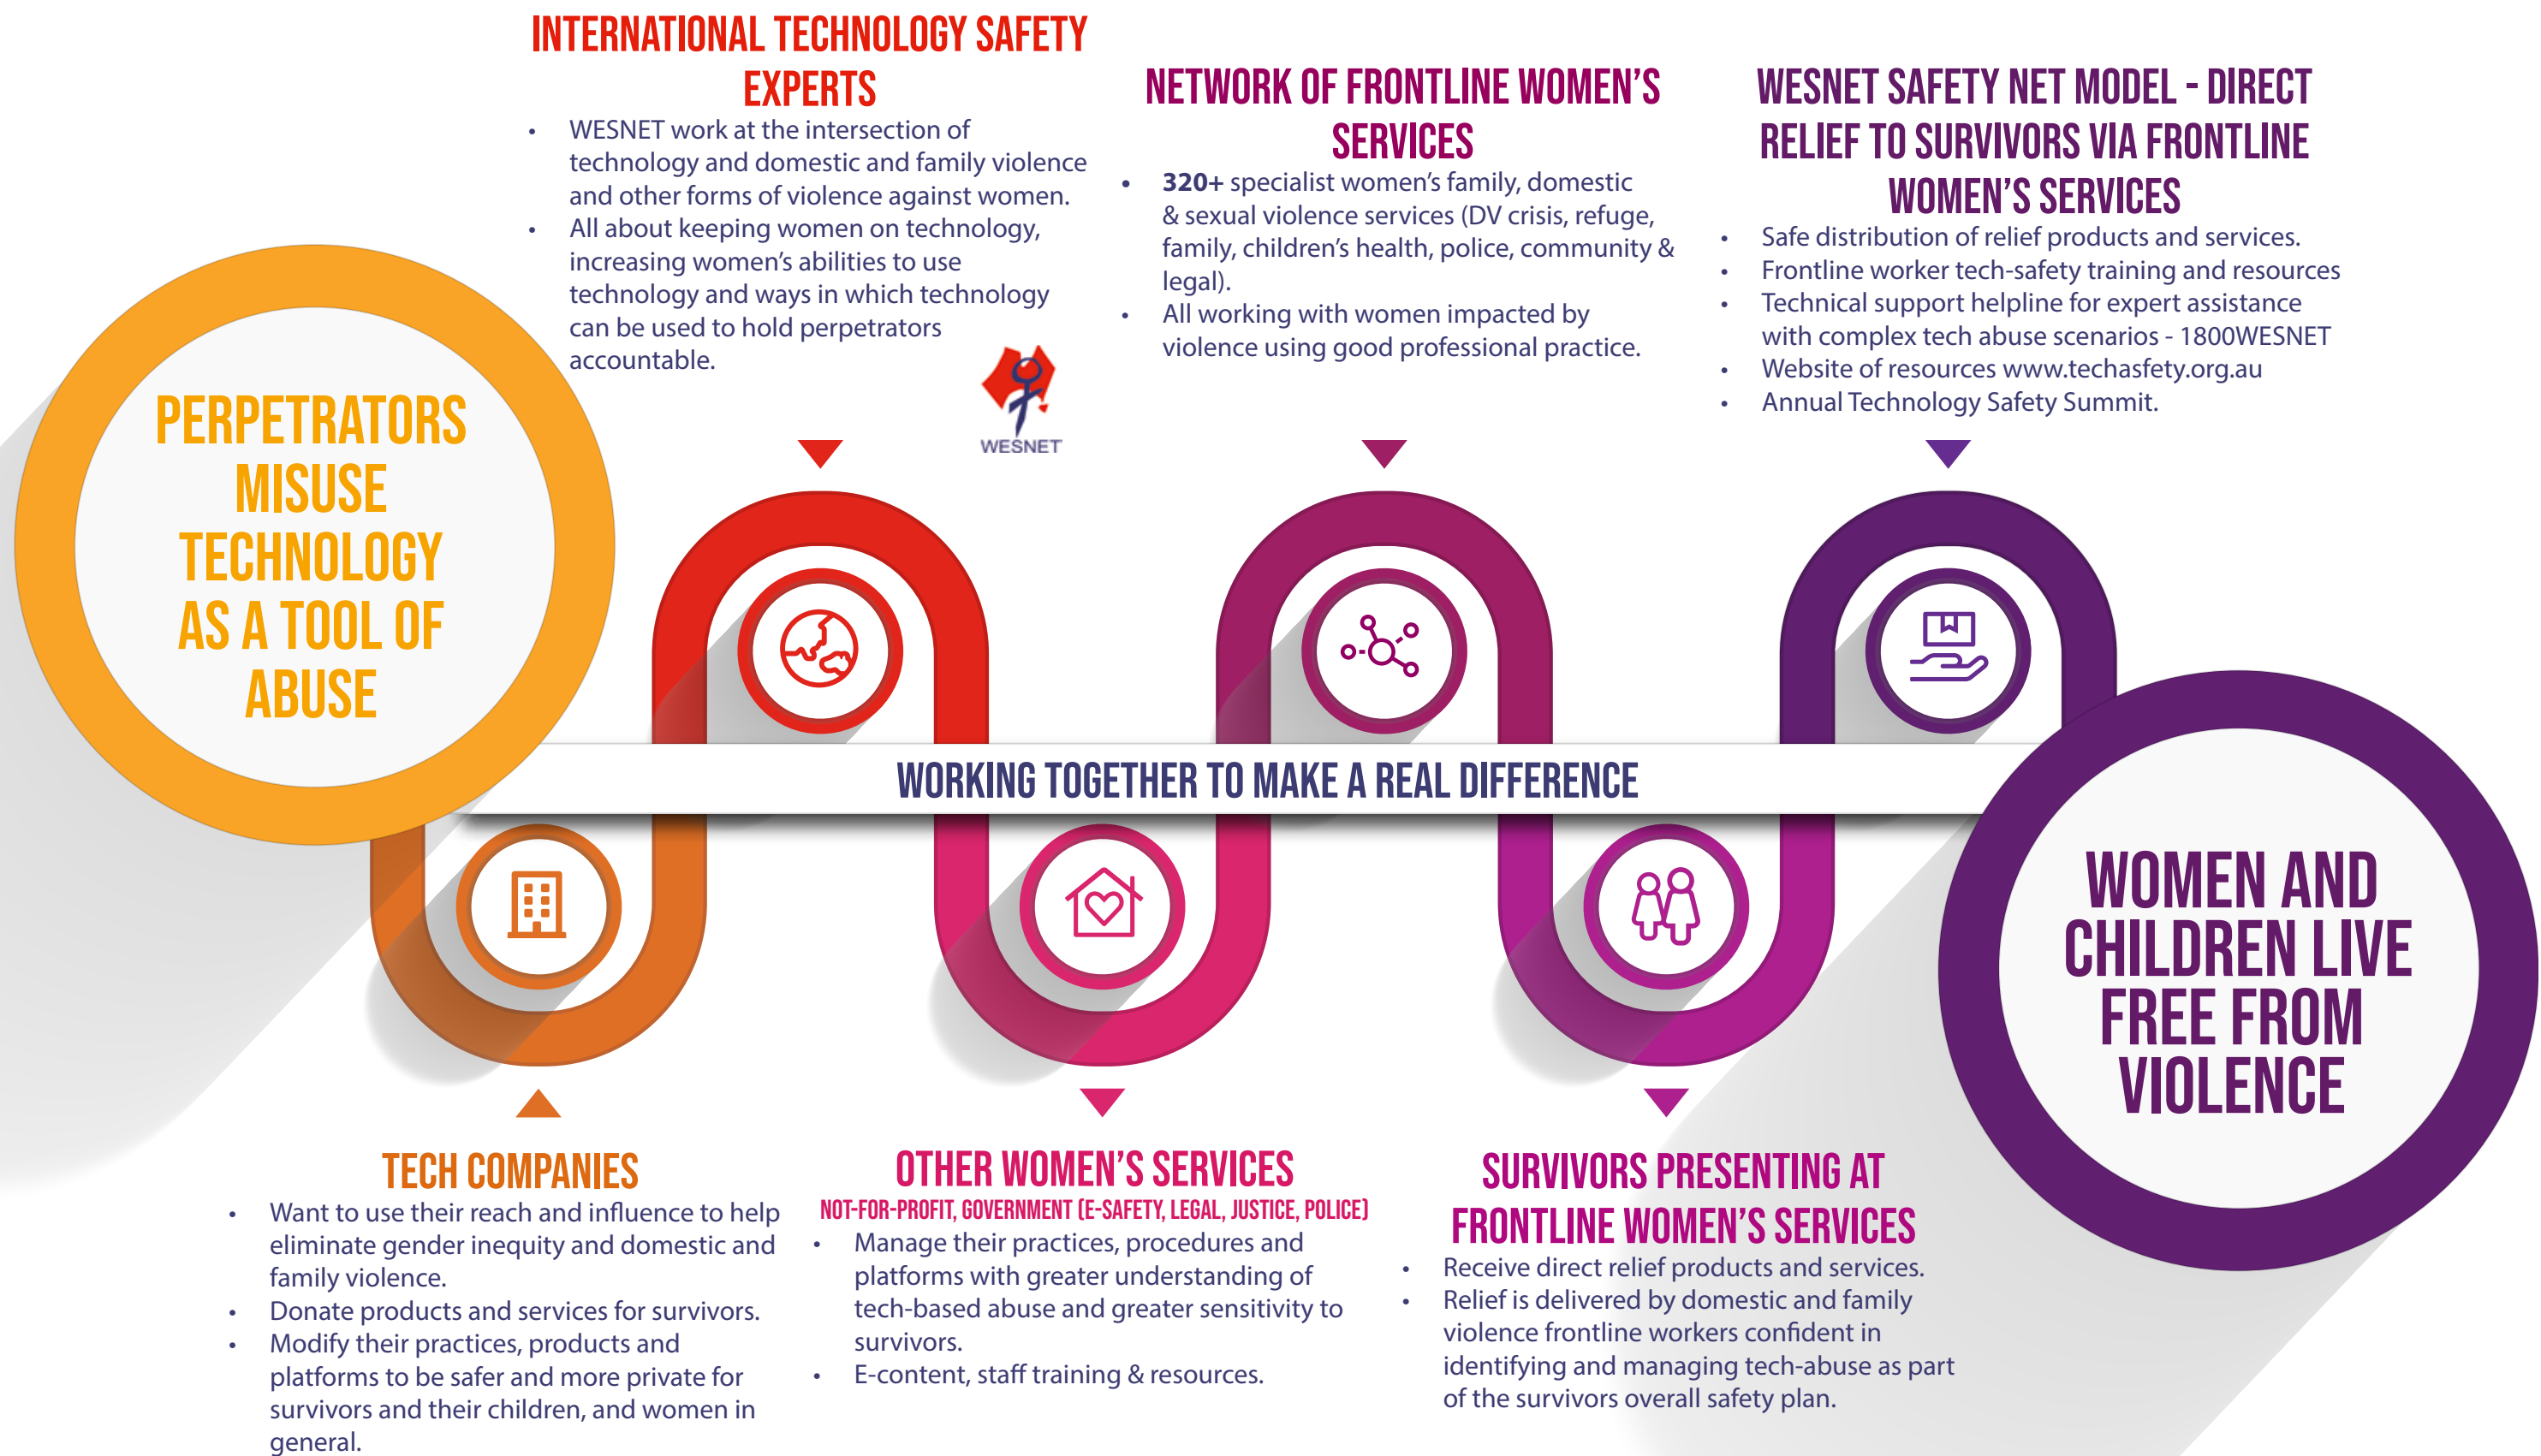 INTERNATIONAL TECHNOLOGY SAFETY
EXPERTS
• WESNET work at the intersection of
technology and domestic and family violence
and other forms of violence against women.
• All about keeping women on technology,
increasing women's abilities to use
technology and ways in which technology
can be used to hold perpetrators
accountable.
WESNET
NETWORK OF FRONTLINE WOMEN'S
SERVICES
• 320+ specialist women's family, domestic
& sexual violence services (DV crisis, refuge,
family, children's health, police, community &
legal).
• All working with women impacted by
violence using good professional practice.
WESNET SAFETY NET MODEL - DIRECT
RELIEF TO SURVIVORS VIA FRONTLINE
WOMEN'S SERVICES
• Safe distribution of relief products and services.
• Frontline worker tech-safety training and resources
• Technical support helpline for expert assistance
with complex tech abuse scenarios - 1800WESNET
• Website of resources www.techasfety.org.au
• Annual Technology Safety Summit.
PERPETRATORS
MISUSE
TECHNOLOGY
AS A TOOL OF
ABUSE
WORKING TOGETHER TO MAKE A REAL DIFFERENCE
WOMEN AND
CHILDREN LIVE
FREE FROM
VIOLENCE
TECH COMPANIES
• Want to use their reach and influence to help
eliminate gender inequity and domestic and
family violence.
• Donate products and services for survivors.
• Modify their practices, products and
platforms to be safer and more private for
survivors and their children, and women in
general.
OTHER WOMEN'S SERVICES
NOT-FOR-PROFIT, GOVERNMENT (E-SAFETY, LEGAL, JUSTICE, POLICE)
• Manage their practices, procedures and
platforms with greater understanding of
tech-based abuse and greater sensitivity to
survivors.
• E-content, staff training & resources.
SURVIVORS PRESENTING AT
FRONTLINE WOMEN'S SERVICES
• Receive direct relief products and services.
• Relief is delivered by domestic and family
violence frontline workers confident in
identifying and managing tech-abuse as part
of the survivors overall safety plan.